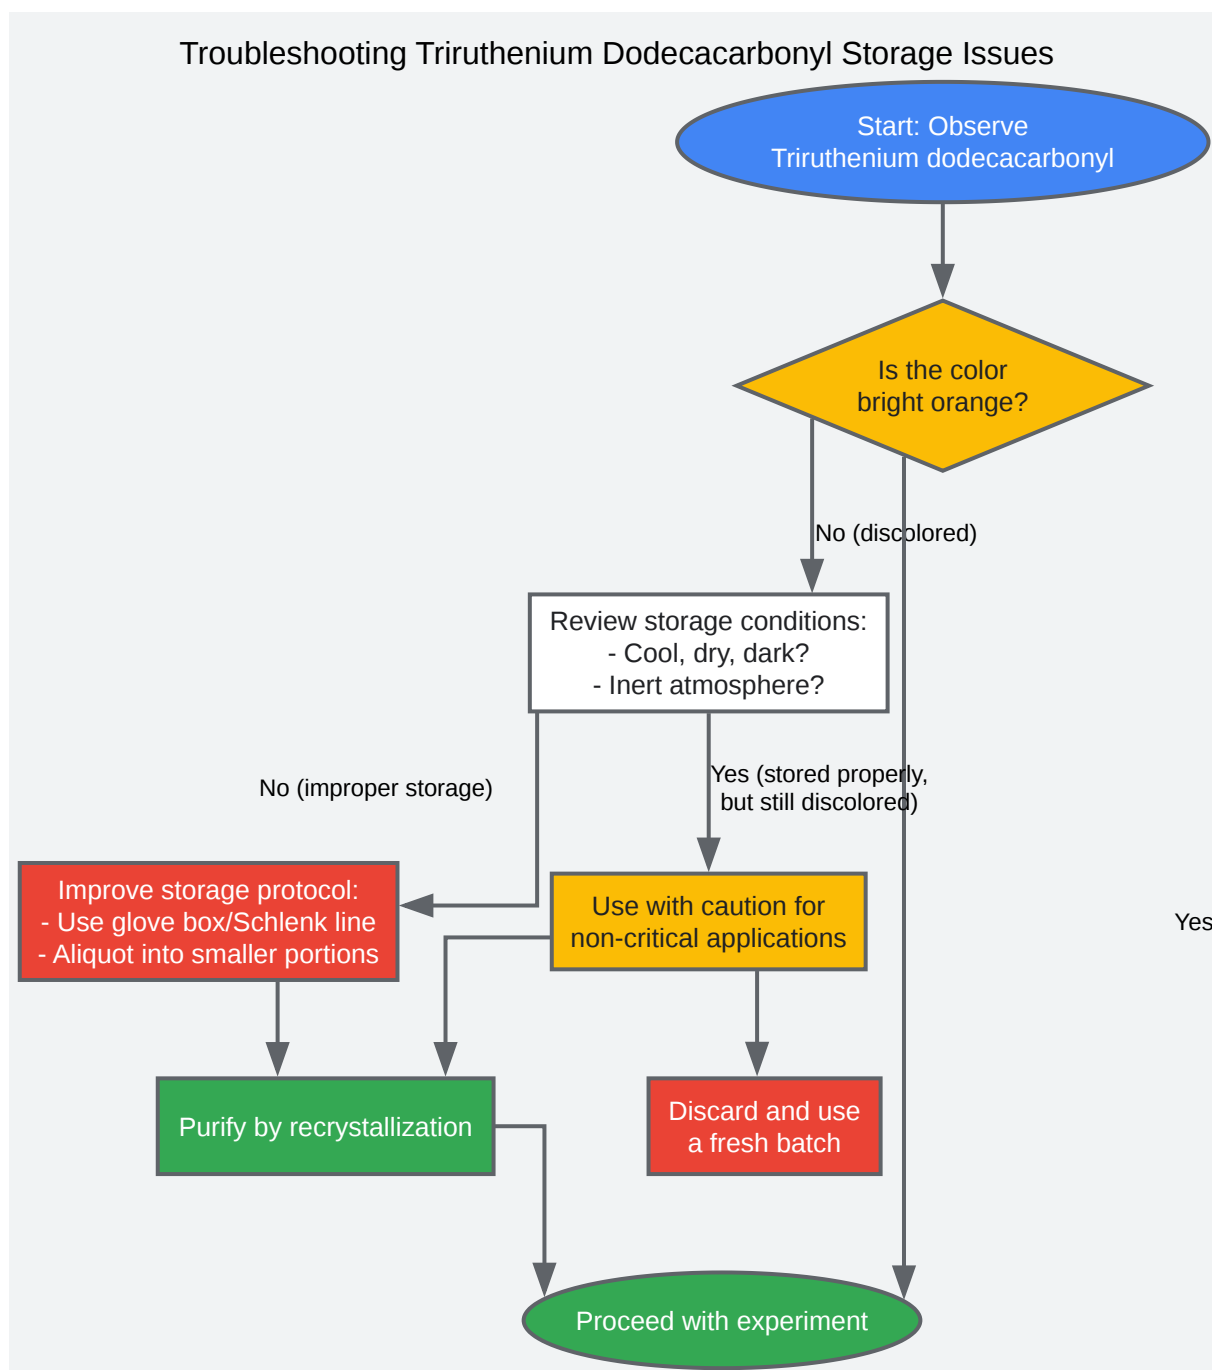 Troubleshooting Triruthenium Dodecacarbonyl Storage Issues
Start: Observe
Triruthenium dodecacarbonyl
Is the color
bright orange?
No (discolored)
Review storage conditions:
- Cool, dry, dark?
- Inert atmosphere?
No (improper storage)
Yes (stored properly,
but still discolored)
Improve storage protocol:
- Use glove box/Schlenk line
- Aliquot into smaller portions
Use with caution for
non-critical applications
Yes
Purify by recrystallization
Discard and use
a fresh batch
Proceed with experiment